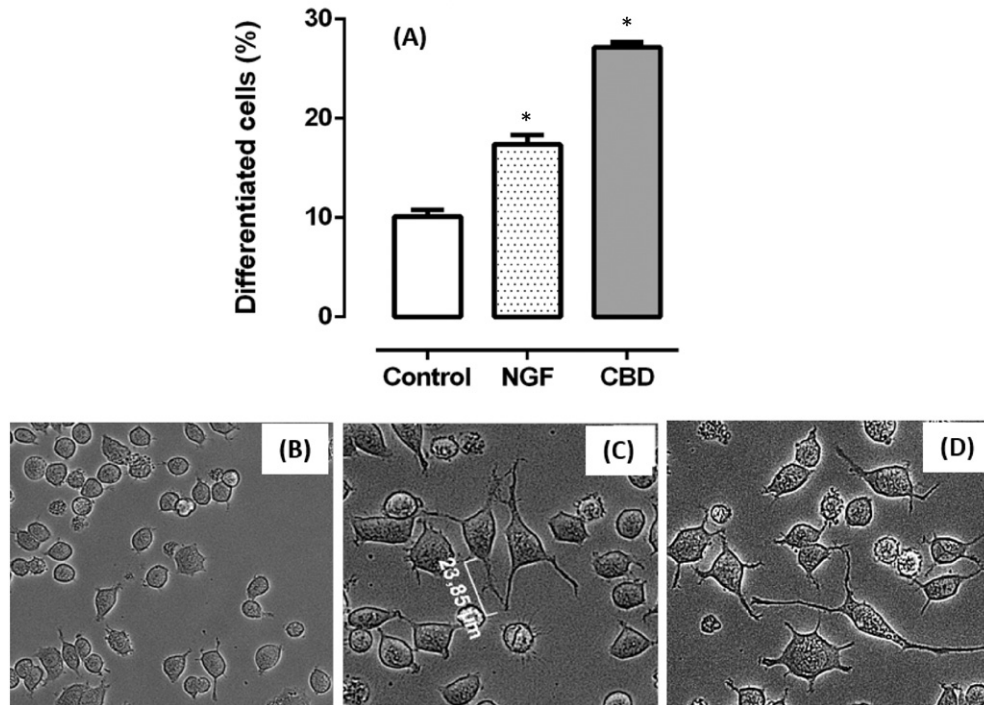 Differentiated cells (%)
30
20
10
0
(A)
*
*
Control NGF CBD
(B)
(C)
(D)
23,85 µm